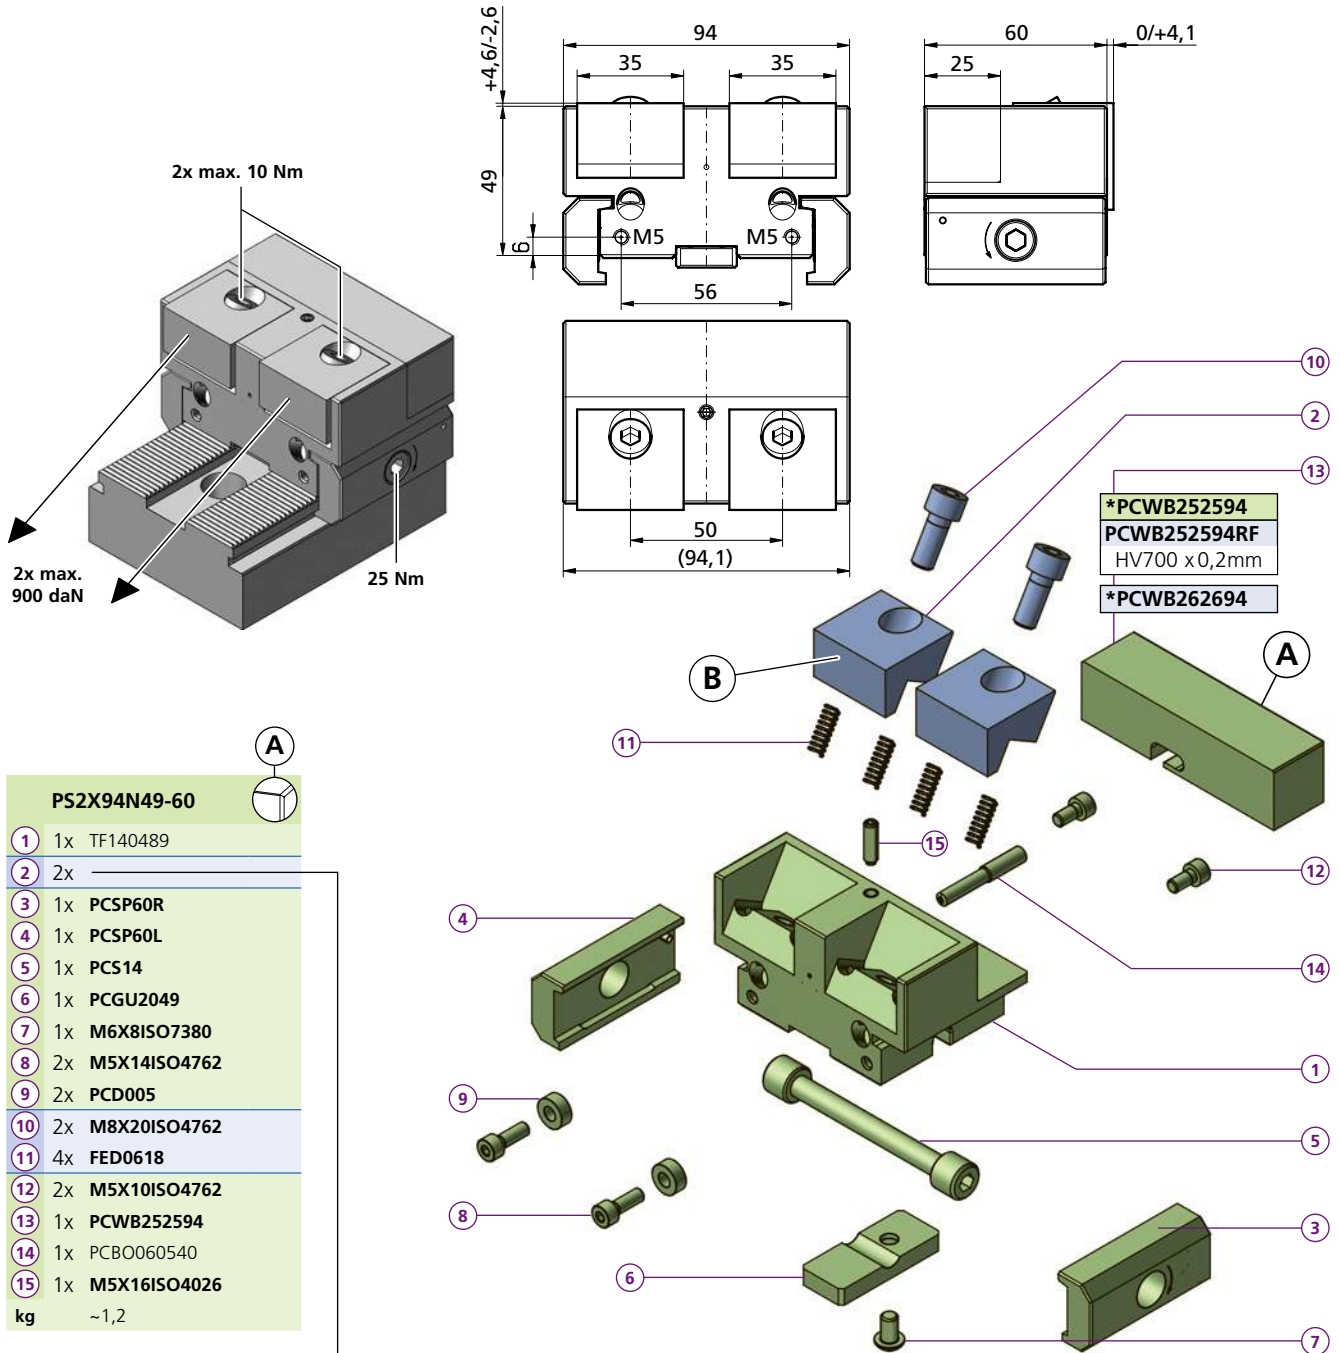 +4,6/-2,6
94
35
35
49
6
M5
M5
56
60
0/+4,1
25
2x max. 10 Nm
2x max.
900 daN
25 Nm
50
(94,1)
10
2
13
*PCWB252594
PCWB252594RF
HV700 x 0,2mm
*PCWB262694
A
B
11
15
12
4
14
1
9
5
8
3
6
7
A
PS2X94N49-60
1 1x TF140489
2 2x
3 1x PCSP60R
4 1x PCSP60L
5 1x PCS14
6 1x PCGU2049
7 1x M6X8ISO7380
8 2x M5X14ISO4762
9 2x PCD005
10 2x M8X20ISO4762
11 4x FED0618
12 2x M5X10ISO4762
13 1x PCWB252594
14 1x PCBO060540
15 1x M5X16ISO4026
kg ~1,2